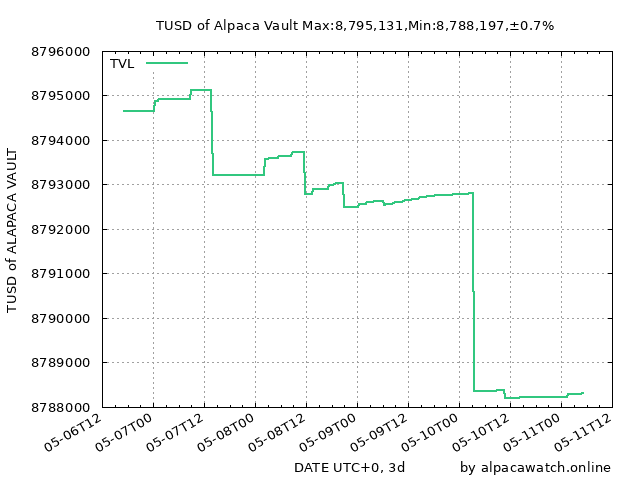 TUSD of Alpaca Vault Max:8,795,131,Min:8,788,197,±0.7%
TVL
8796000
8795000
8794000
8793000
8792000
8791000
8790000
8789000
8788000
TUSD of ALAPACA VAULT
05-06T12
05-07T00
05-07T12
05-08T00
05-08T12
05-09T00
05-09T12
05-10T00
05-10T12
05-11T00
05-11T12
DATE UTC+0, 3d
by alpacawatch.online